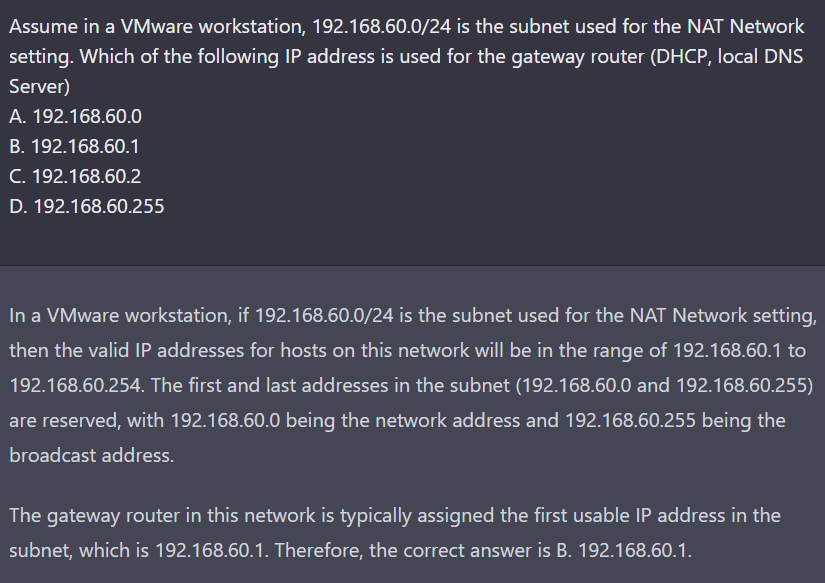 Assume in a VMware workstation, 192.168.60.0/24 is the subnet used for the NAT Network
setting. Which of the following IP address is used for the gateway router (DHCP, local DNS
Server)
A. 192.168.60.0
B. 192.168.60.1
C. 192.168.60.2
D. 192.168.60.255
In a VMware workstation, if 192.168.60.0/24 is the subnet used for the NAT Network setting,
then the valid IP addresses for hosts on this network will be in the range of 192.168.60.1 to
192.168.60.254. The first and last addresses in the subnet (192.168.60.0 and 192.168.60.255)
are reserved, with 192.168.60.0 being the network address and 192.168.60.255 being the
broadcast address.
The gateway router in this network is typically assigned the first usable IP address in the
subnet, which is 192.168.60.1. Therefore, the correct answer is B. 192.168.60.1.